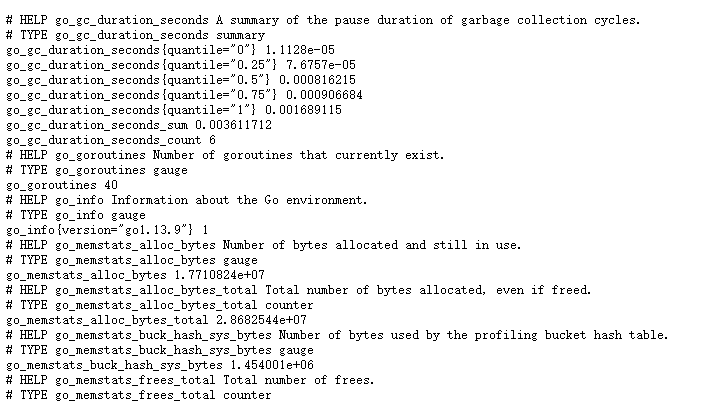 # HELP go_gc_duration_seconds A summary of the pause duration of garbage collection cycles.
# TYPE go_gc_duration_seconds summary
go_gc_duration_seconds{quantile="0"} 1.1128e-05
go_gc_duration_seconds{quantile="0.25"} 7.6757e-05
go_gc_duration_seconds{quantile="0.5"} 0.000816215
go_gc_duration_seconds{quantile="0.75"} 0.000906684
go_gc_duration_seconds{quantile="1"} 0.001689115
go_gc_duration_seconds_sum 0.003611712
go_gc_duration_seconds_count 6
# HELP go_goroutines Number of goroutines that currently exist.
# TYPE go_goroutines gauge
go_goroutines 40
# HELP go_info Information about the Go environment.
# TYPE go_info gauge
go_info{version="go1.13.9"} 1
# HELP go_memstats_alloc_bytes Number of bytes allocated and still in use.
# TYPE go_memstats_alloc_bytes gauge
go_memstats_alloc_bytes 1.7710824e+07
# HELP go_memstats_alloc_bytes_total Total number of bytes allocated, even if freed.
# TYPE go_memstats_alloc_bytes_total counter
go_memstats_alloc_bytes_total 2.8682544e+07
# HELP go_memstats_buck_hash_sys_bytes Number of bytes used by the profiling bucket hash table.
# TYPE go_memstats_buck_hash_sys_bytes gauge
go_memstats_buck_hash_sys_bytes 1.454001e+06
# HELP go_memstats_frees_total Total number of frees.
# TYPE go_memstats_frees_total counter